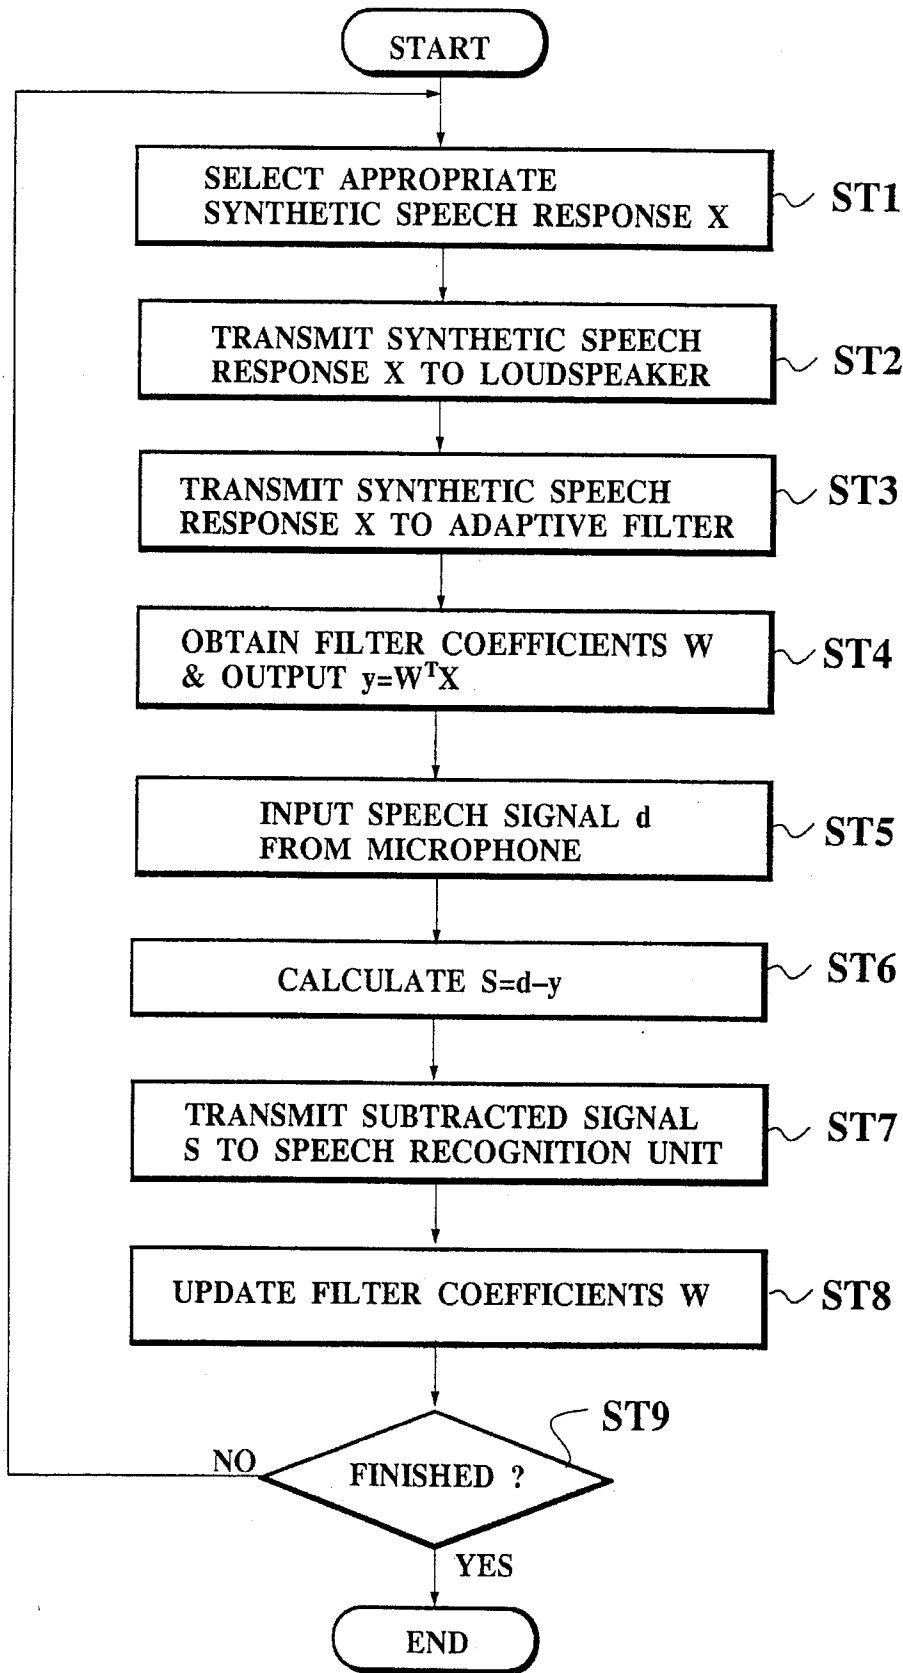 START
SELECT APPROPRIATE
SYNTHETIC SPEECH RESPONSE X
ST1
TRANSMIT SYNTHETIC SPEECH
RESPONSE X TO LOUDSPEAKER
ST2
TRANSMIT SYNTHETIC SPEECH
RESPONSE X TO ADAPTIVE FILTER
ST3
OBTAIN FILTER COEFFICIENTS W
& OUTPUT y=WᵀX
ST4
INPUT SPEECH SIGNAL d
FROM MICROPHONE
ST5
CALCULATE S=d–y
ST6
TRANSMIT SUBTRACTED SIGNAL
S TO SPEECH RECOGNITION UNIT
ST7
UPDATE FILTER COEFFICIENTS W
ST8
ST9
NO
FINISHED ?
YES
END